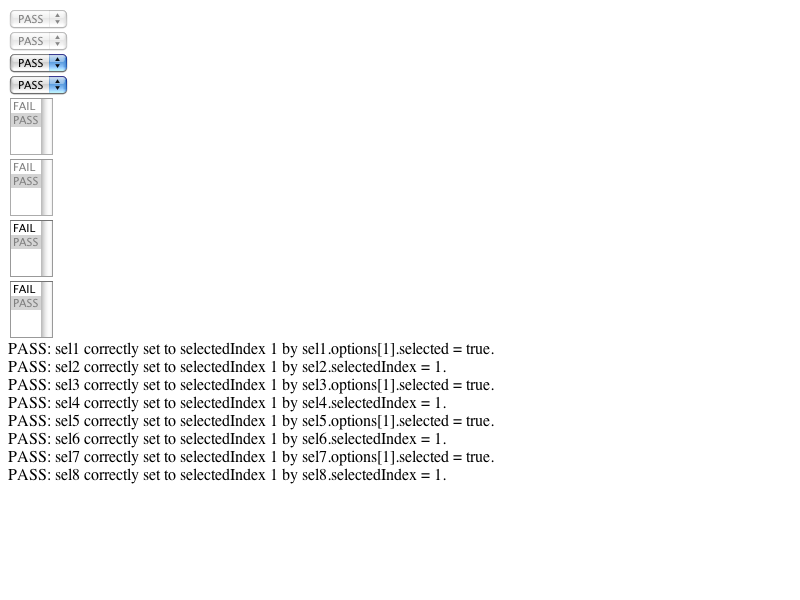 PASS
PASS
PASS
PASS
FAIL
PASS
FAIL
PASS
FAIL
PASS
FAIL
PASS
PASS: sel1 correctly set to selectedIndex 1 by sel1.options[1].selected = true.
PASS: sel2 correctly set to selectedIndex 1 by sel2.selectedIndex = 1.
PASS: sel3 correctly set to selectedIndex 1 by sel3.options[1].selected = true.
PASS: sel4 correctly set to selectedIndex 1 by sel4.selectedIndex = 1.
PASS: sel5 correctly set to selectedIndex 1 by sel5.options[1].selected = true.
PASS: sel6 correctly set to selectedIndex 1 by sel6.selectedIndex = 1.
PASS: sel7 correctly set to selectedIndex 1 by sel7.options[1].selected = true.
PASS: sel8 correctly set to selectedIndex 1 by sel8.selectedIndex = 1.